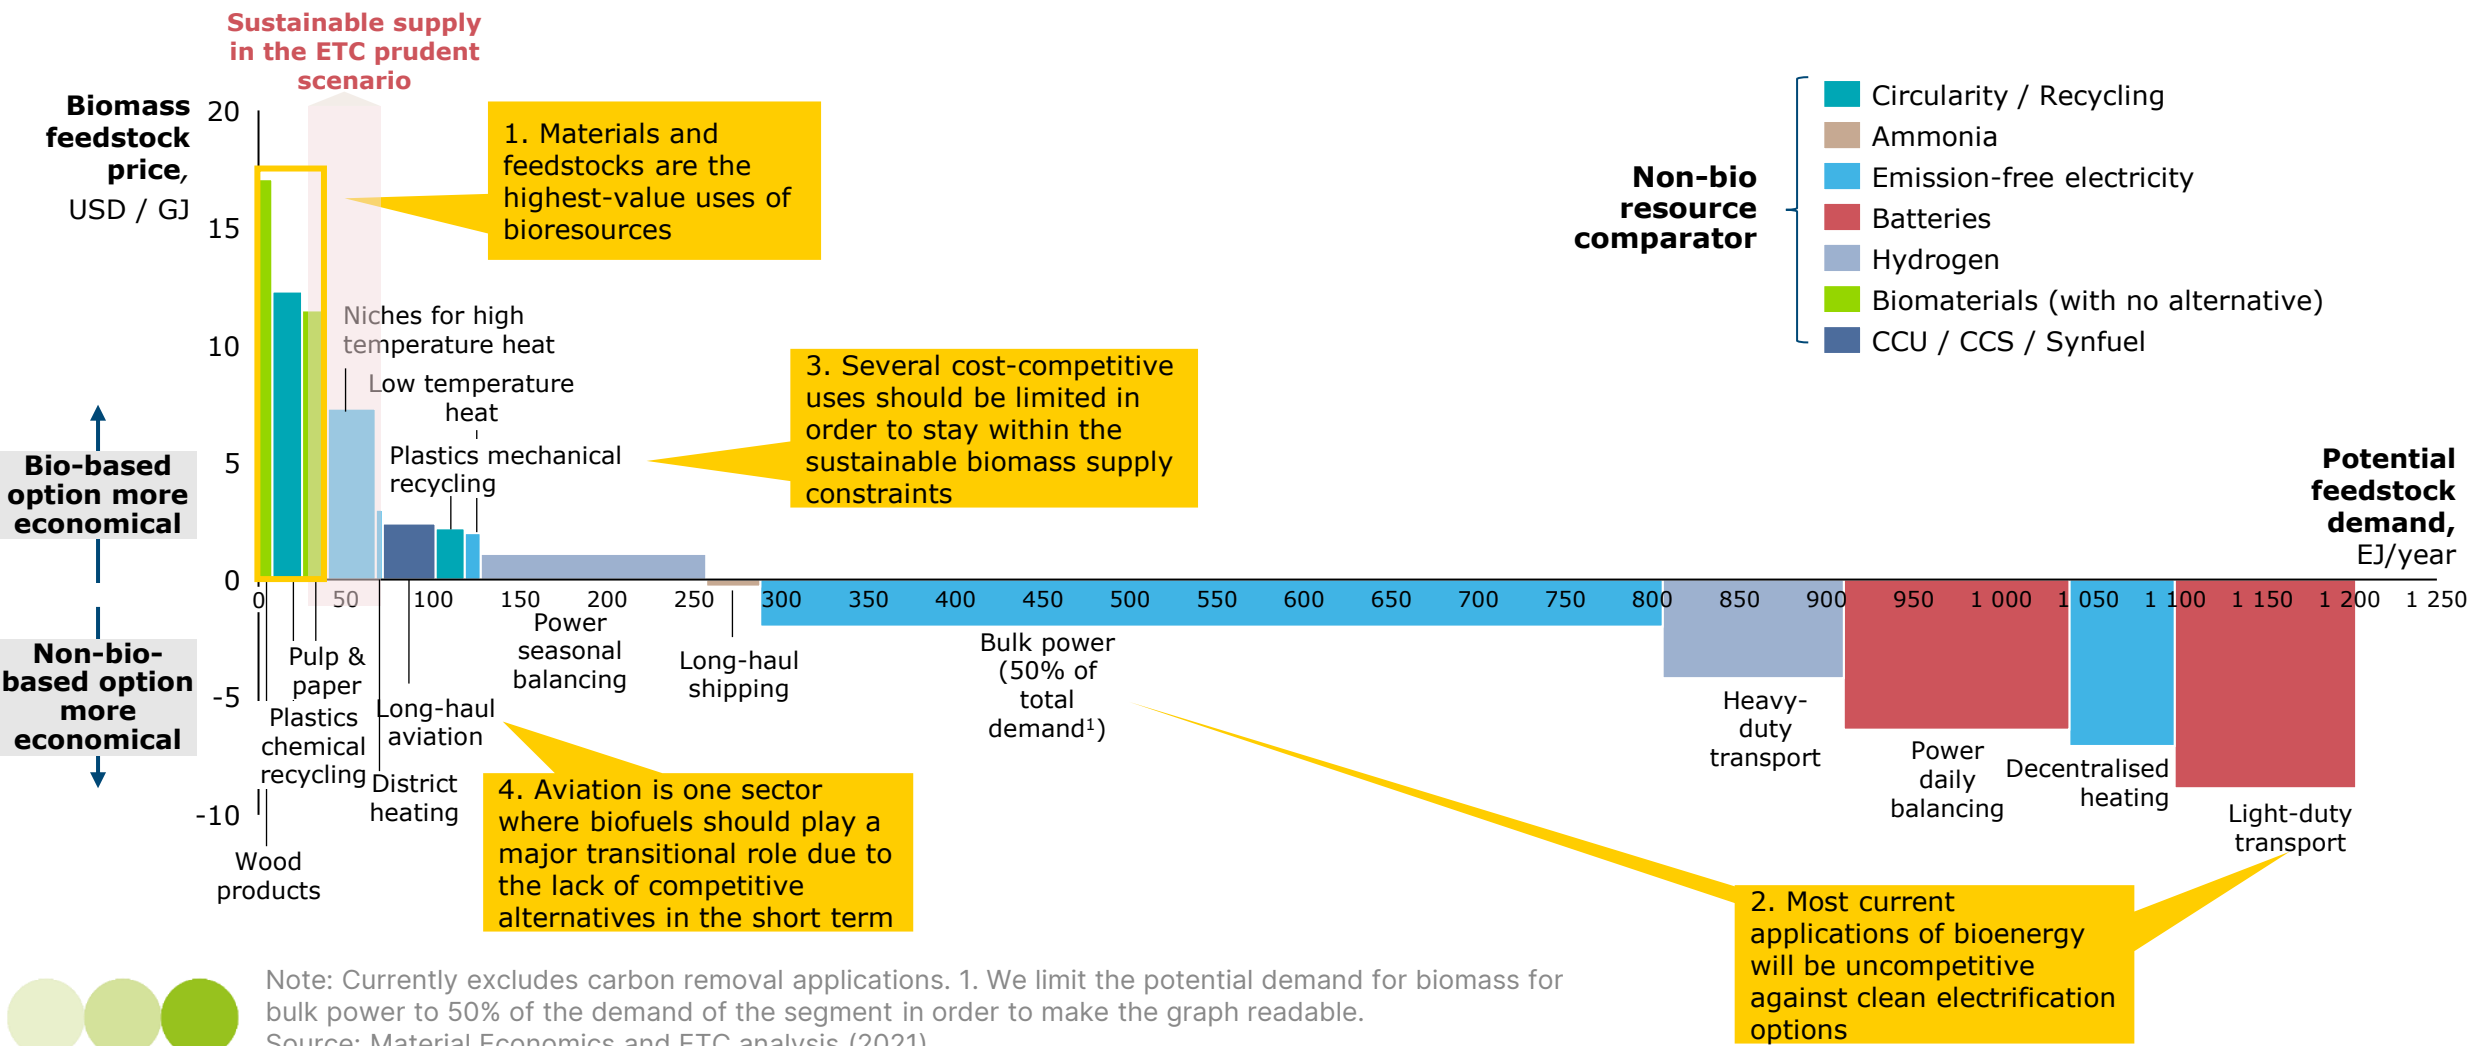 Sustainable supply
in the ETC prudent
scenario
Biomass
feedstock
price,
USD / GJ
20
15
10
5
0
-5
-10
1. Materials and
feedstocks are the
highest-value uses of
bioresources
Non-bio
resource
comparator
Circularity / Recycling
Ammonia
Emission-free electricity
Batteries
Hydrogen
Biomaterials (with no alternative)
CCU / CCS / Synfuel
Niches for high
temperature heat
Low temperature
heat
Plastics mechanical
recycling
3. Several cost-competitive
uses should be limited in
order to stay within the
sustainable biomass supply
constraints
Bio-based
option more
economical
Non-bio-
based option
more
economical
Potential
feedstock
demand,
EJ/year
0 50 100 150 200 250 300 350 400 450 500 550 600 650 700 750 800 850 900 950 1 000 1 050 1 100 1 150 1 200 1 250
Pulp &
paper
Plastics
chemical
recycling
Wood
products
Long-haul
aviation
District
heating
Power
seasonal
balancing
Long-haul
shipping
Bulk power
(50% of
total
demand¹)
Heavy-
duty
transport
Power
daily
balancing
Decentralised
heating
Light-duty
transport
4. Aviation is one sector
where biofuels should play a
major transitional role due to
the lack of competitive
alternatives in the short term
2. Most current
applications of bioenergy
will be uncompetitive
against clean electrification
options
Note: Currently excludes carbon removal applications. 1. We limit the potential demand for biomass for
bulk power to 50% of the demand of the segment in order to make the graph readable.
Source: Material Economics and ETC analysis (2021)